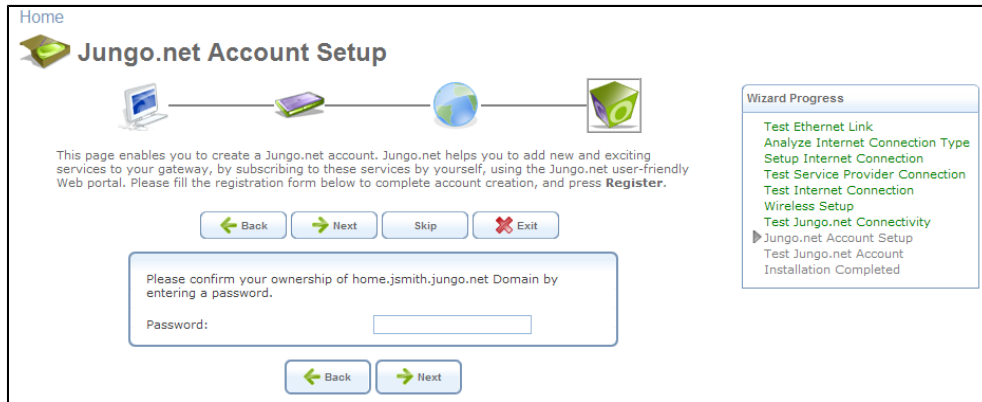 Home
Jungo.net Account Setup
This page enables you to create a Jungo.net account. Jungo.net helps you to add new and exciting
services to your gateway, by subscribing to these services by yourself, using the Jungo.net user-friendly
Web portal. Please fill the registration form below to complete account creation, and press Register.
Back Next Skip Exit
Please confirm your ownership of home.jsmith.jungo.net Domain by
entering a password.
Password:
Back Next
Wizard Progress
Test Ethernet Link
Analyze Internet Connection Type
Setup Internet Connection
Test Service Provider Connection
Test Internet Connection
Wireless Setup
Test Jungo.net Connectivity
Jungo.net Account Setup
Test Jungo.net Account
Installation Completed